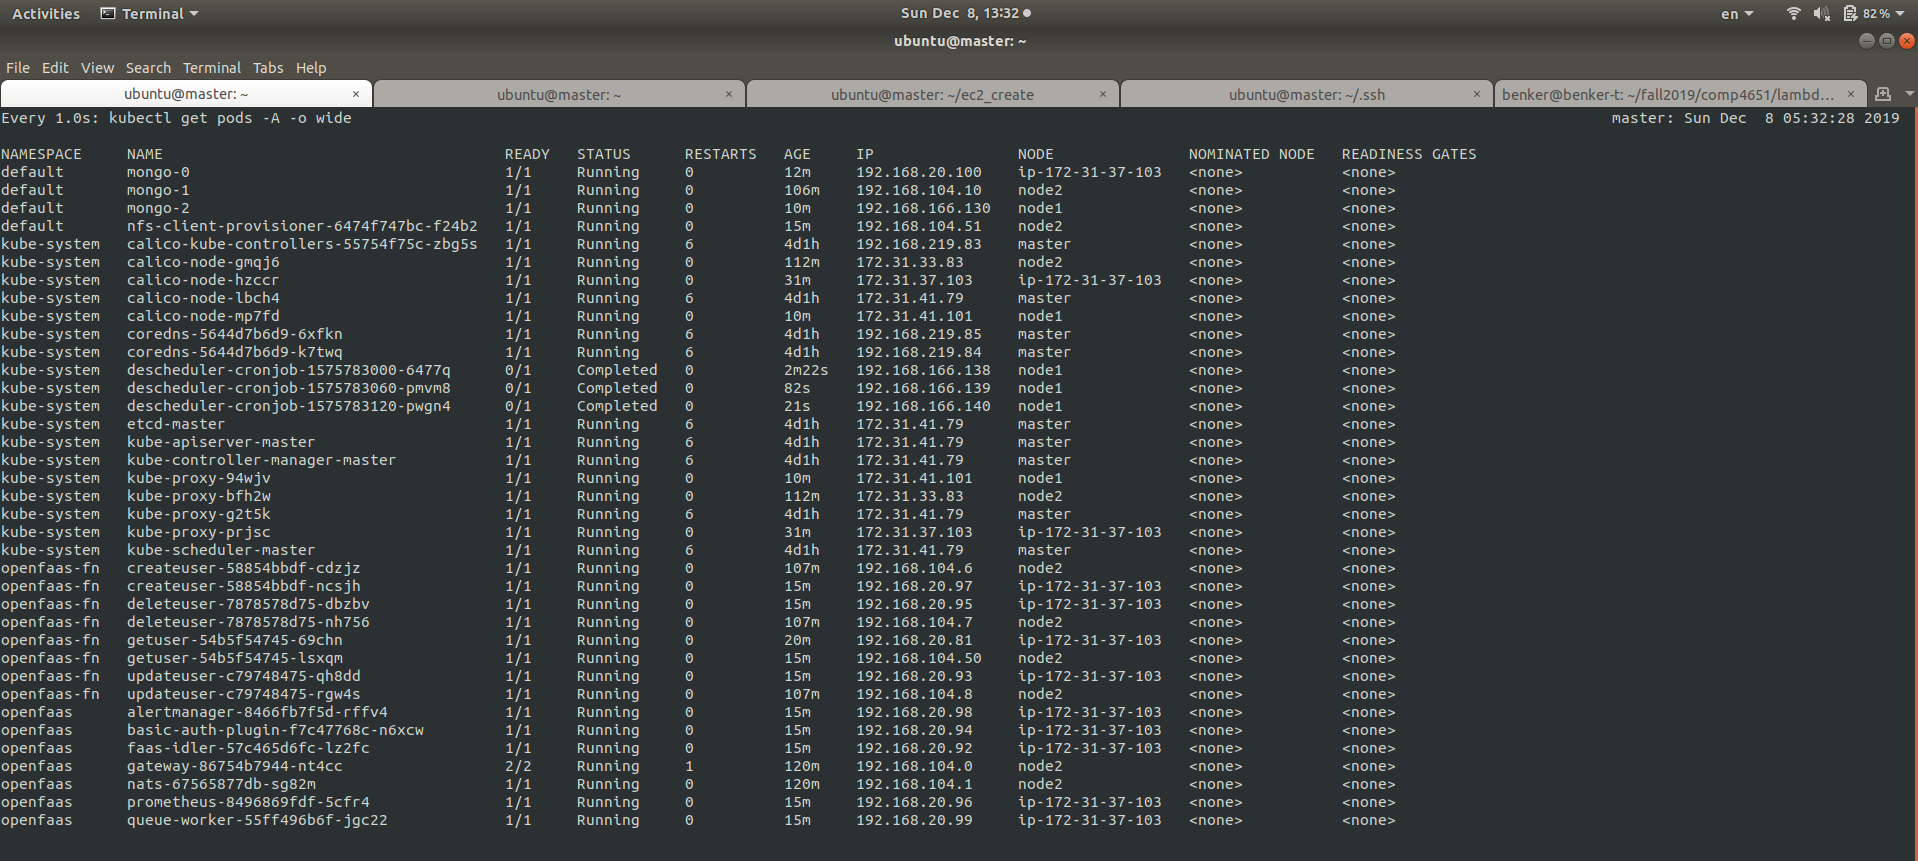 Activities Terminal Sun Dec 8, 13:32 en 82%
ubuntu@master: ~
File Edit View Search Terminal Tabs Help
ubuntu@master: ~ × ubuntu@master: ~ × ubuntu@master: ~/ec2_create × ubuntu@master: ~/.ssh × benker@benker-t: ~/fall2019/comp4651/lambd... ×
Every 1.0s: kubectl get pods -A -o wide master: Sun Dec  8 05:32:28 2019
NAMESPACE NAME READY STATUS RESTARTS AGE IP NODE NOMINATED NODE READINESS GATES
default mongo-0 1/1 Running 0 12m 192.168.20.100 ip-172-31-37-103 <none> <none>
default mongo-1 1/1 Running 0 106m 192.168.104.10 node2 <none> <none>
default mongo-2 1/1 Running 0 10m 192.168.166.130 node1 <none> <none>
default nfs-client-provisioner-6474f747bc-f24b2 1/1 Running 0 15m 192.168.104.51 node2 <none> <none>
kube-system calico-kube-controllers-55754f75c-zbg5s 1/1 Running 6 4d1h 192.168.219.83 master <none> <none>
kube-system calico-node-gmqj6 1/1 Running 0 112m 172.31.33.83 node2 <none> <none>
kube-system calico-node-hzccr 1/1 Running 0 31m 172.31.37.103 ip-172-31-37-103 <none> <none>
kube-system calico-node-lbch4 1/1 Running 6 4d1h 172.31.41.79 master <none> <none>
kube-system calico-node-mp7fd 1/1 Running 0 10m 172.31.41.101 node1 <none> <none>
kube-system coredns-5644d7b6d9-6xfkn 1/1 Running 6 4d1h 192.168.219.85 master <none> <none>
kube-system coredns-5644d7b6d9-k7twq 1/1 Running 6 4d1h 192.168.219.84 master <none> <none>
kube-system descheduler-cronjob-1575783000-6477q 0/1 Completed 0 2m22s 192.168.166.138 node1 <none> <none>
kube-system descheduler-cronjob-1575783060-pmvm8 0/1 Completed 0 82s 192.168.166.139 node1 <none> <none>
kube-system descheduler-cronjob-1575783120-pwgn4 0/1 Completed 0 21s 192.168.166.140 node1 <none> <none>
kube-system etcd-master 1/1 Running 6 4d1h 172.31.41.79 master <none> <none>
kube-system kube-apiserver-master 1/1 Running 6 4d1h 172.31.41.79 master <none> <none>
kube-system kube-controller-manager-master 1/1 Running 6 4d1h 172.31.41.79 master <none> <none>
kube-system kube-proxy-94wjv 1/1 Running 0 10m 172.31.41.101 node1 <none> <none>
kube-system kube-proxy-bfh2w 1/1 Running 0 112m 172.31.33.83 node2 <none> <none>
kube-system kube-proxy-g2t5k 1/1 Running 6 4d1h 172.31.41.79 master <none> <none>
kube-system kube-proxy-prjsc 1/1 Running 0 31m 172.31.37.103 ip-172-31-37-103 <none> <none>
kube-system kube-scheduler-master 1/1 Running 6 4d1h 172.31.41.79 master <none> <none>
openfaas-fn createuser-58854bbdf-cdzjz 1/1 Running 0 107m 192.168.104.6 node2 <none> <none>
openfaas-fn createuser-58854bbdf-ncsjh 1/1 Running 0 15m 192.168.20.97 ip-172-31-37-103 <none> <none>
openfaas-fn deleteuser-7878578d75-dbzbv 1/1 Running 0 15m 192.168.20.95 ip-172-31-37-103 <none> <none>
openfaas-fn deleteuser-7878578d75-nh756 1/1 Running 0 107m 192.168.104.7 node2 <none> <none>
openfaas-fn getuser-54b5f54745-69chn 1/1 Running 0 20m 192.168.20.81 ip-172-31-37-103 <none> <none>
openfaas-fn getuser-54b5f54745-lsxqm 1/1 Running 0 15m 192.168.104.50 node2 <none> <none>
openfaas-fn updateuser-c79748475-qh8dd 1/1 Running 0 15m 192.168.20.93 ip-172-31-37-103 <none> <none>
openfaas-fn updateuser-c79748475-rgw4s 1/1 Running 0 107m 192.168.104.8 node2 <none> <none>
openfaas alertmanager-8466fb7f5d-rffv4 1/1 Running 0 15m 192.168.20.98 ip-172-31-37-103 <none> <none>
openfaas basic-auth-plugin-f7c47768c-n6xcw 1/1 Running 0 15m 192.168.20.94 ip-172-31-37-103 <none> <none>
openfaas faas-idler-57c465d6fc-lz2fc 1/1 Running 0 15m 192.168.20.92 ip-172-31-37-103 <none> <none>
openfaas gateway-86754b7944-nt4cc 2/2 Running 1 120m 192.168.104.0 node2 <none> <none>
openfaas nats-67565877db-sg82m 1/1 Running 0 120m 192.168.104.1 node2 <none> <none>
openfaas prometheus-8496869fdf-5cfr4 1/1 Running 0 15m 192.168.20.96 ip-172-31-37-103 <none> <none>
openfaas queue-worker-55ff496b6f-jgc22 1/1 Running 0 15m 192.168.20.99 ip-172-31-37-103 <none> <none>